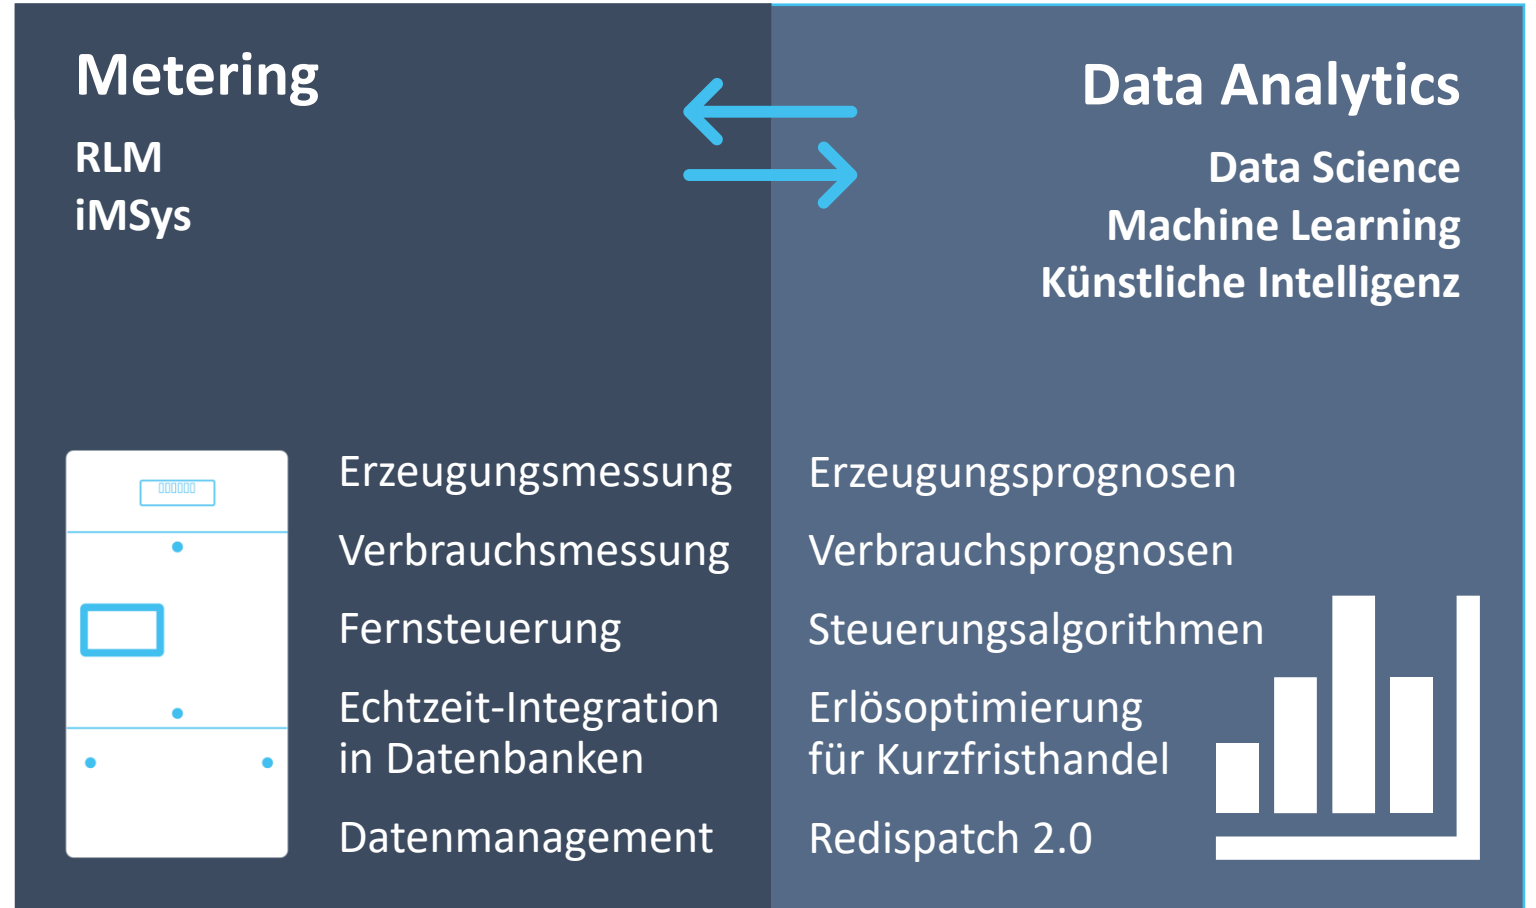 Metering
RLM
iMSys
Erzeugungsmessung
Verbrauchsmessung
Fernsteuerung
Echtzeit-Integration
in Datenbanken
Datenmanagement
Data Analytics
Data Science
Machine Learning
Künstliche Intelligenz
Erzeugungsprognosen
Verbrauchsprognosen
Steuerungsalgorithmen
Erlösoptimierung
für Kurzfristhandel
Redispatch 2.0